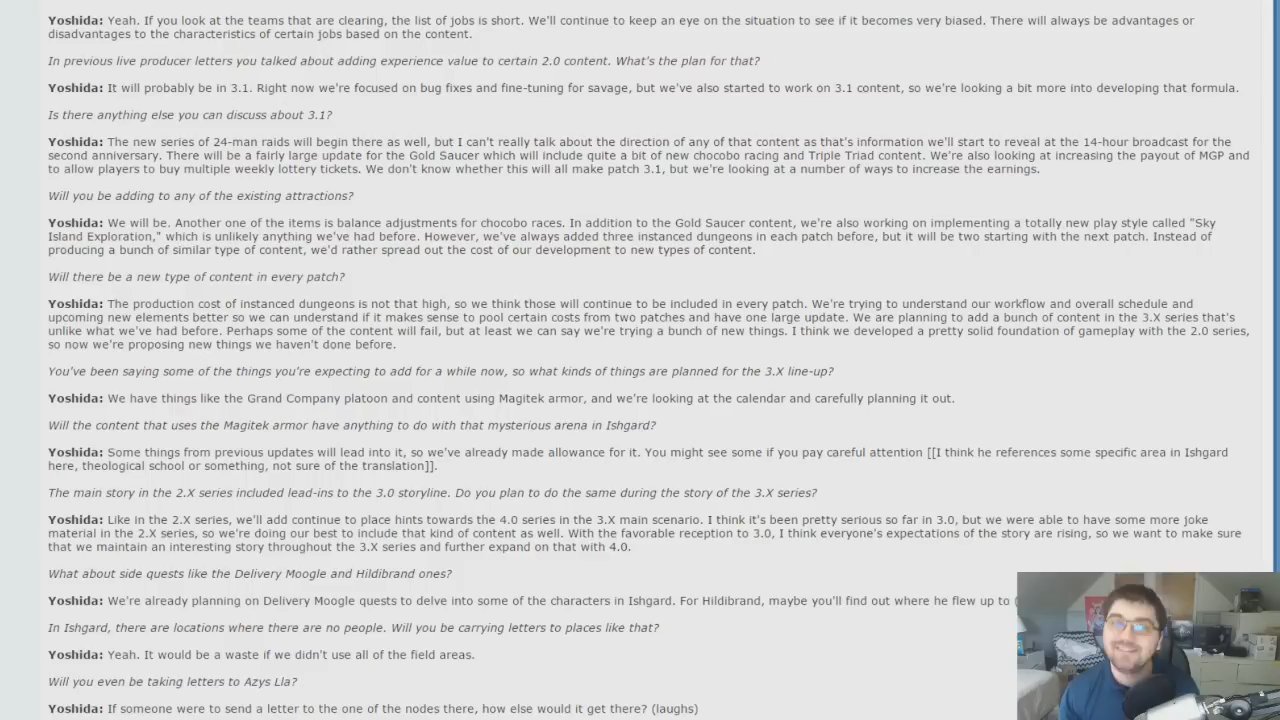 Yoshida: Yeah. If you look at the teams that are clearing, the list of jobs is short. We'll continue to keep an eye on the situation to see if it becomes very biased. There will always be advantages or
disadvantages to the characteristics of certain jobs based on the content.
In previous live producer letters you talked about adding experience value to certain 2.0 content. What's the plan for that?
Yoshida: It will probably be in 3.1. Right now we're focused on bug fixes and fine-tuning for savage, but we've also started to work on 3.1 content, so we're looking a bit more into developing that formula.
Is there anything else you can discuss about 3.1?
Yoshida: The new series of 24-man raids will begin there as well, but I can't really talk about the direction of any of that content as that's information we'll start to reveal at the 14-hour broadcast for the
second anniversary. There will be a fairly large update for the Gold Saucer which will include quite a bit of new chocobo racing and Triple Triad content. We're also looking at increasing the payout of MGP and
to allow players to buy multiple weekly lottery tickets. We don't know whether this will all make patch 3.1, but we're looking at a number of ways to increase the earnings.
Will you be adding to any of the existing attractions?
Yoshida: We will be. Another one of the items is balance adjustments for chocobo races. In addition to the Gold Saucer content, we're also working on implementing a totally new play style called "Sky
Island Exploration," which is unlikely anything we've had before. However, we've always added three instanced dungeons in each patch before, but it will be two starting with the next patch. Instead of
producing a bunch of similar type of content, we'd rather spread out the cost of our development to new types of content.
Will there be a new type of content in every patch?
Yoshida: The production cost of instanced dungeons is not that high, so we think those will continue to be included in every patch. We're trying to understand our workflow and overall schedule and
upcoming new elements better so we can understand if it makes sense to pool certain costs from two patches and have one large update. We are planning to add a bunch of content in the 3.X series that's
unlike what we've had before. Perhaps some of the content will fail, but at least we can say we're trying a bunch of new things. I think we developed a pretty solid foundation of gameplay with the 2.0 series,
so now we're proposing new things we haven't done before.
You've been saying some of the things you're expecting to add for a while now, so what kinds of things are planned for the 3.X line-up?
Yoshida: We have things like the Grand Company platoon and content using Magitek armor, and we're looking at the calendar and carefully planning it out.
Will the content that uses the Magitek armor have anything to do with that mysterious arena in Ishgard?
Yoshida: Some things from previous updates will lead into it, so we've already made allowance for it. You might see some if you pay careful attention [[I think he references some specific area in Ishgard
here, theological school or something, not sure of the translation]].
The main story in the 2.X series included lead-ins to the 3.0 storyline. Do you plan to do the same during the story of the 3.X series?
Yoshida: Like in the 2.X series, we'll add continue to place hints towards the 4.0 series in the 3.X main scenario. I think it's been pretty serious so far in 3.0, but we were able to have some more joke
material in the 2.X series, so we're doing our best to include that kind of content as well. With the favorable reception to 3.0, I think everyone's expectations of the story are rising, so we want to make sure
that we maintain an interesting story throughout the 3.X series and further expand on that with 4.0.
What about side quests like the Delivery Moogle and Hildibrand ones?
Yoshida: We're already planning on Delivery Moogle quests to delve into some of the characters in Ishgard. For Hildibrand, maybe you'll find out where he flew up to (
In Ishgard, there are locations where there are no people. Will you be carrying letters to places like that?
Yoshida: Yeah. It would be a waste if we didn't use all of the field areas.
Will you even be taking letters to Azys Lla?
Yoshida: If someone were to send a letter to the one of the nodes there, how else would it get there? (laughs)